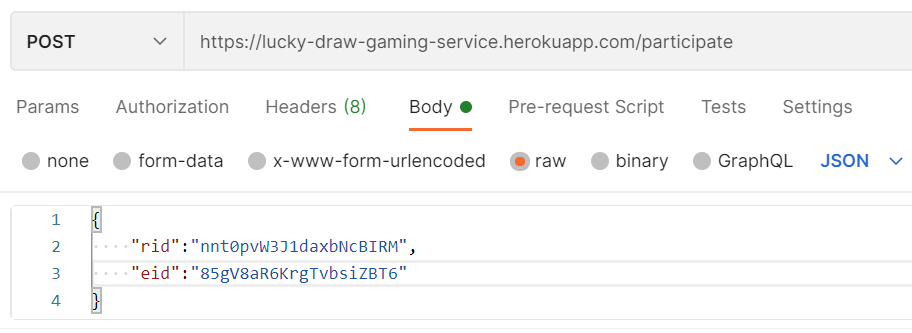 POST https://lucky-draw-gaming-service.herokuapp.com/participate
Params Authorization Headers (8) Body Pre-request Script Tests Settings
none form-data x-www-form-urlencoded raw binary GraphQL JSON
1 {
2 "rid":"nnt0pvW3J1daxbNcBIRM",
3 "eid":"85gV8aR6KrgTvbsiZBT6"
4 }